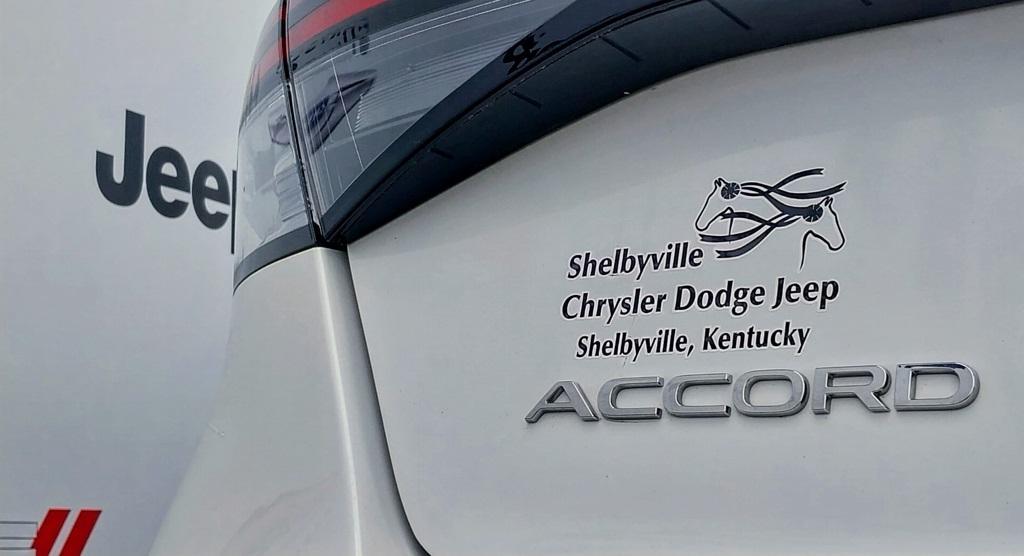 Jeep
Shelbyville
Chrysler Dodge Jeep
Shelbyville, Kentucky
ACCORD